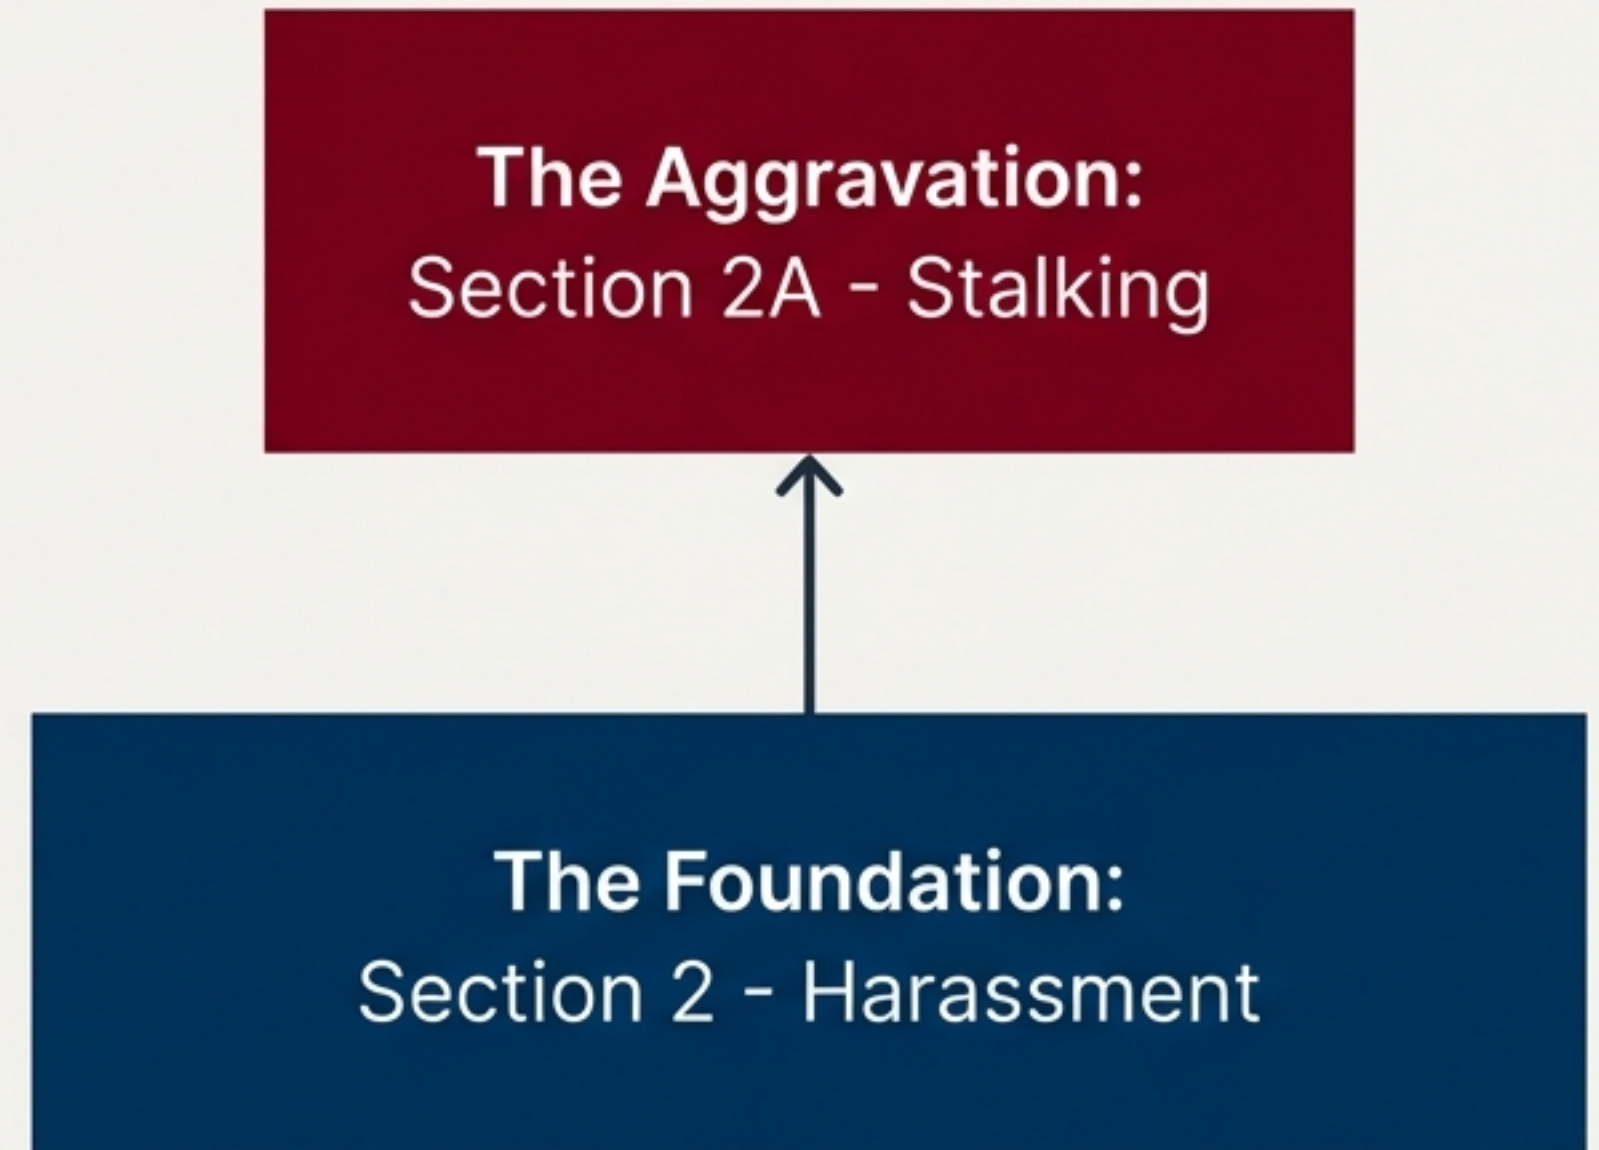 The Aggravation:
Section 2A - Stalking
The Foundation:
Section 2 - Harassment